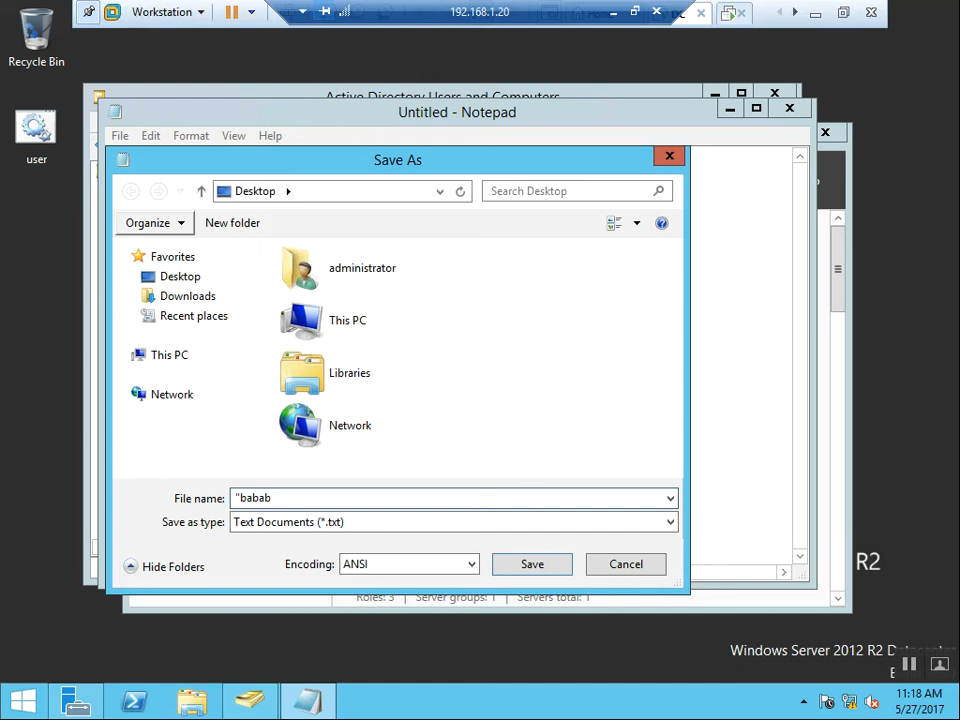 Workstation
192.168.1.20
DC
Recycle Bin
user
Active Directory Users and Computers
Untitled - Notepad
File Edit Format View Help
Save As
Desktop
Search Desktop
Organize New folder
Favorites
Desktop
Downloads
Recent places
This PC
Network
administrator
This PC
Libraries
Network
File name: "babab
Save as type: Text Documents (*.txt)
Hide Folders Encoding: ANSI Save Cancel
Roles: 3 | Server groups: 1 | Servers total: 1
R2
Windows Server 2012 R2
11:18 AM
5/27/2017